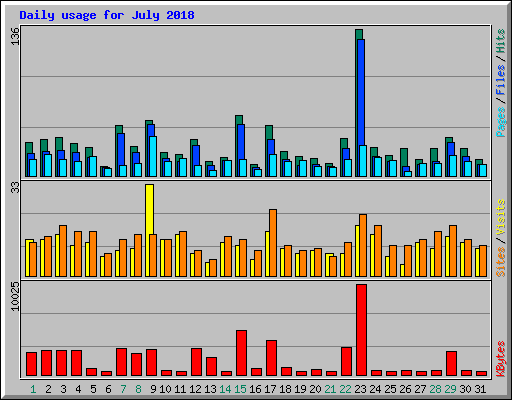 Daily usage for July 2018
136
Pages / Files / Hits
33
Sites / Visits
10025
KBytes
1 2 3 4 5 6 7 8 9 10 11 12 13 14 15 16 17 18 19 20 21 22 23 24 25 26 27 28 29 30 31